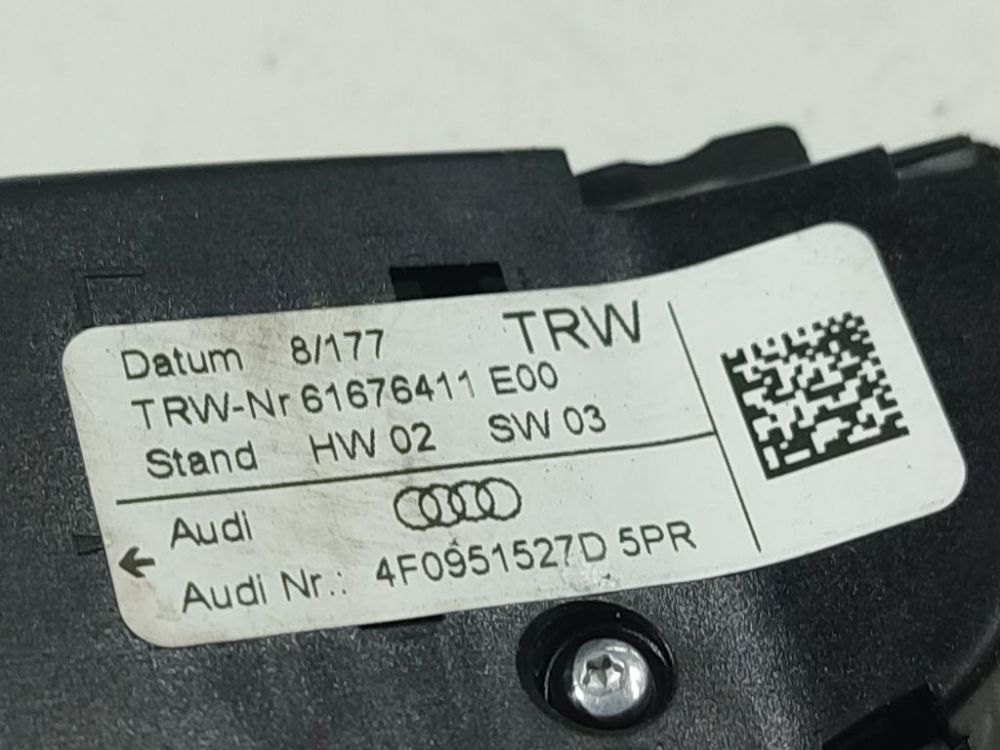 Datum 8/177 TRW
TRW-Nr 61676411 E00
Stand HW 02 SW 03
Audi
Audi Nr.: 4F0951527D 5PR